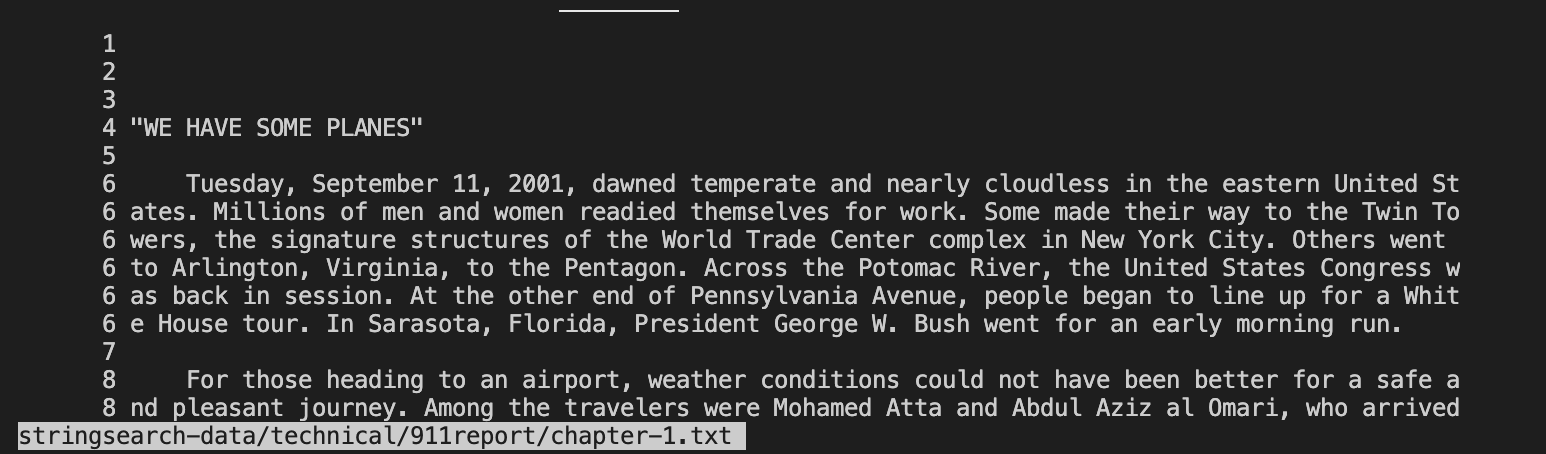 1
2
3
4 "WE HAVE SOME PLANES"
5
6     Tuesday, September 11, 2001, dawned temperate and nearly cloudless in the eastern United St
6 ates. Millions of men and women readied themselves for work. Some made their way to the Twin To
6 wers, the signature structures of the World Trade Center complex in New York City. Others went
6 to Arlington, Virginia, to the Pentagon. Across the Potomac River, the United States Congress w
6 as back in session. At the other end of Pennsylvania Avenue, people began to line up for a Whit
6 e House tour. In Sarasota, Florida, President George W. Bush went for an early morning run.
7
8     For those heading to an airport, weather conditions could not have been better for a safe a
8 nd pleasant journey. Among the travelers were Mohamed Atta and Abdul Aziz al Omari, who arrived
stringsearch-data/technical/911report/chapter-1.txt